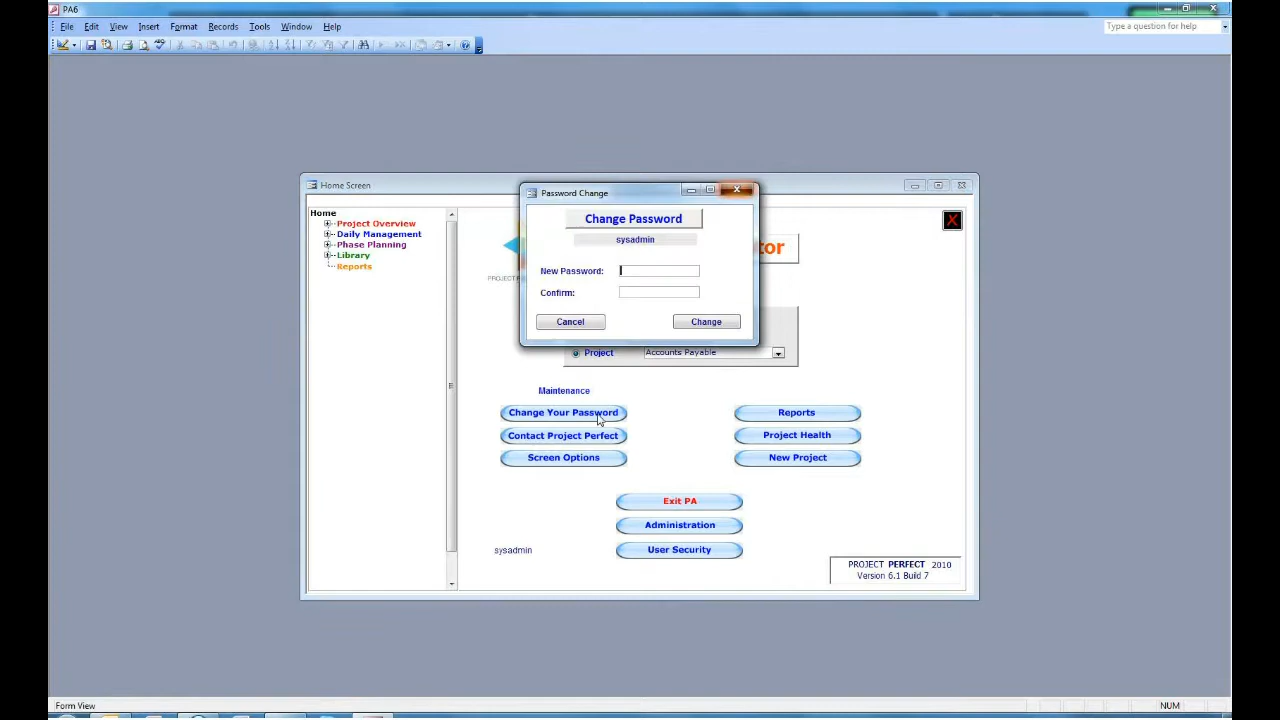 PA6
File Edit View Insert Format Records Tools Window Help
Type a question for help
Home Screen
Home
Project Overview
Daily Management
Phase Planning
Library
Reports
Password Change
Change Password
sysadmin
New Password:
Confirm:
Cancel Change
tor
PROJECT P
Project Accounts Payable
X
Maintenance
Change Your Password Reports
Contact Project Perfect Project Health
Screen Options New Project
Exit PA
Administration
sysadmin User Security
PROJECT PERFECT 2010
Version 6.1 Build 7
Form View NUM